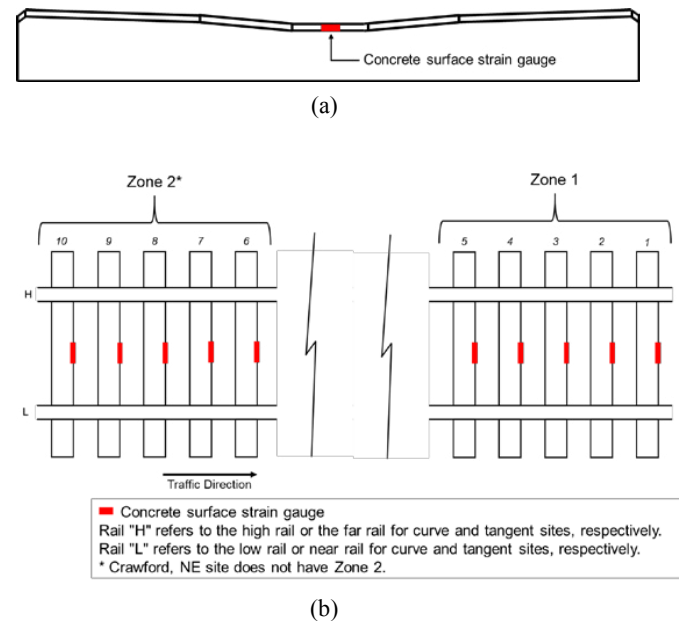 Concrete surface strain gauge
(a)
Zone 2*
Zone 1
10 9 8 7 6
5 4 3 2 1
H
L
Traffic Direction
Concrete surface strain gauge
Rail "H" refers to the high rail or the far rail for curve and tangent sites, respectively.
Rail "L" refers to the low rail or near rail for curve and tangent sites, respectively.
* Crawford, NE site does not have Zone 2.
(b)